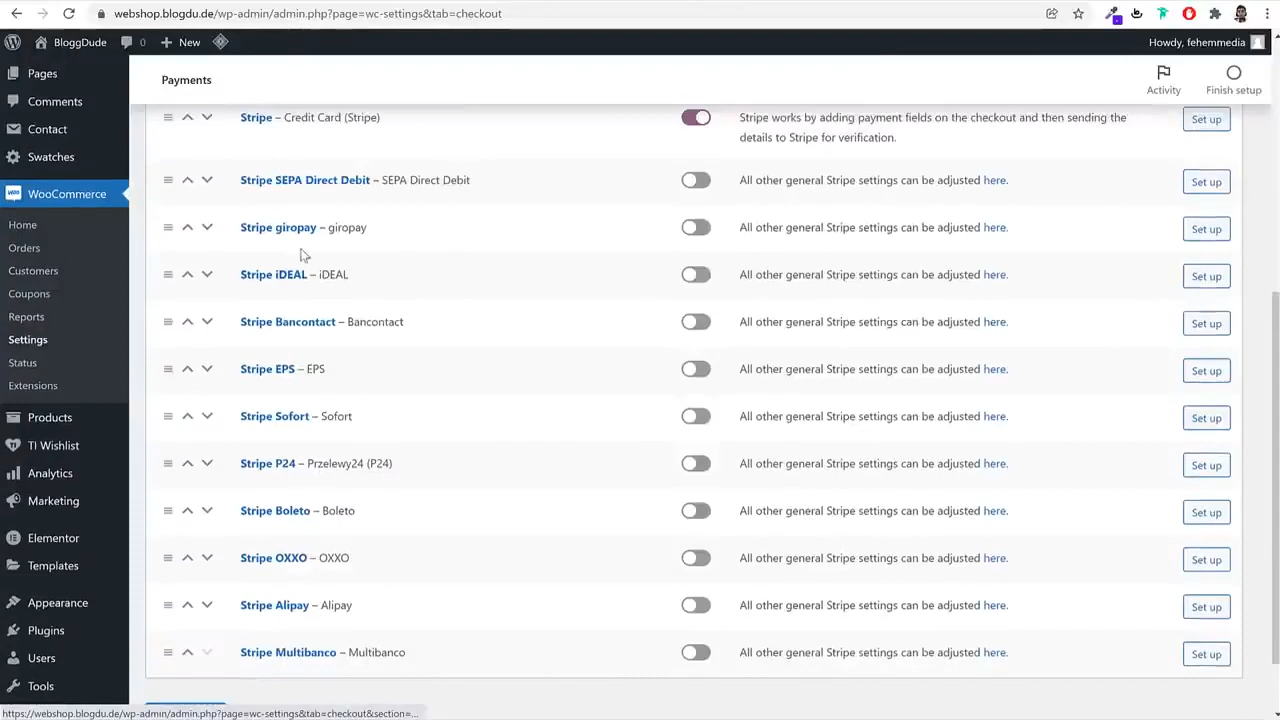 webshop.blogdu.de/wp-admin/admin.php?page=wc-settings&tab=checkout
BloggDude
0
New
Howdy, fehemmedia
Pages
Comments
Contact
Swatches
WooCommerce
Home
Orders
Customers
Coupons
Reports
Settings
Status
Extensions
Products
TI Wishlist
Analytics
Marketing
Elementor
Templates
Appearance
Plugins
Users
Tools
Payments
Activity
Finish setup
Stripe – Credit Card (Stripe)
Stripe works by adding payment fields on the checkout and then sending the
details to Stripe for verification.
Set up
Stripe SEPA Direct Debit – SEPA Direct Debit
All other general Stripe settings can be adjusted here.
Set up
Stripe giropay – giropay
All other general Stripe settings can be adjusted here.
Set up
Stripe iDEAL – iDEAL
All other general Stripe settings can be adjusted here.
Set up
Stripe Bancontact – Bancontact
All other general Stripe settings can be adjusted here.
Set up
Stripe EPS – EPS
All other general Stripe settings can be adjusted here.
Set up
Stripe Sofort – Sofort
All other general Stripe settings can be adjusted here.
Set up
Stripe P24 – Przelewy24 (P24)
All other general Stripe settings can be adjusted here.
Set up
Stripe Boleto – Boleto
All other general Stripe settings can be adjusted here.
Set up
Stripe OXXO – OXXO
All other general Stripe settings can be adjusted here.
Set up
Stripe Alipay – Alipay
All other general Stripe settings can be adjusted here.
Set up
Stripe Multibanco – Multibanco
All other general Stripe settings can be adjusted here.
Set up
https://webshop.blogdu.de/wp-admin/admin.php?page=wc-settings&tab=checkout&section=...